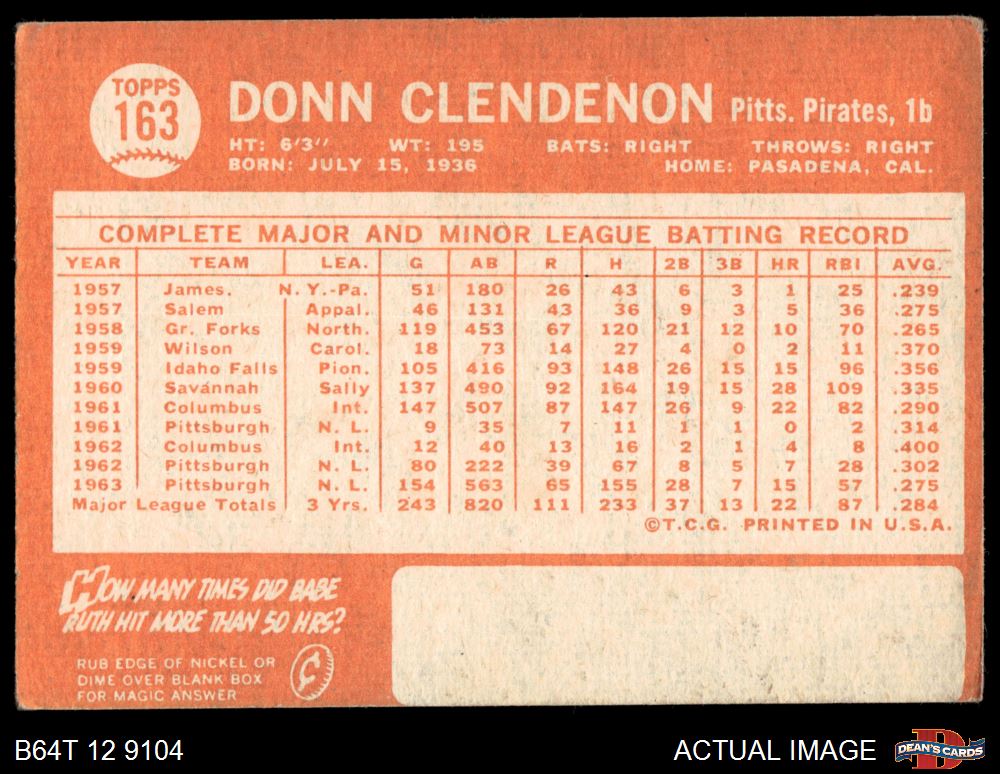 TOPPS
163
DONN CLENDENON Pitts. Pirates, 1b
HT: 6'3" WT: 195 BATS: RIGHT THROWS: RIGHT
BORN: JULY 15, 1936 HOME: PASADENA, CAL.
COMPLETE MAJOR AND MINOR LEAGUE BATTING RECORD
YEAR TEAM LEA. G AB R H 2B 3B HR RBI AVG.
1957 James. N.Y.-Pa. 51 180 26 43 6 3 1 25 .239
1957 Salem Appal. 46 131 43 36 9 3 5 36 .275
1958 Gr. Forks North. 119 453 67 120 21 12 10 70 .265
1959 Wilson Carol. 18 73 14 27 4 0 2 11 .370
1959 Idaho Falls Pion. 105 416 93 148 26 15 15 96 .356
1960 Savannah Sally 137 490 92 164 19 15 28 109 .335
1961 Columbus Int. 147 507 87 147 26 9 22 82 .290
1961 Pittsburgh N. L. 9 35 7 11 1 1 0 2 .314
1962 Columbus Int. 12 40 13 16 2 1 4 8 .400
1962 Pittsburgh N. L. 80 222 39 67 8 5 7 28 .302
1963 Pittsburgh N. L. 154 563 65 155 28 7 15 57 .275
Major League Totals 3 Yrs. 243 820 111 233 37 13 22 87 .284
©T.C.G. PRINTED IN U.S.A.
HOW MANY TIMES DID BABE
RUTH HIT MORE THAN 50 HRS?
RUB EDGE OF NICKEL OR
DIME OVER BLANK BOX
FOR MAGIC ANSWER
B64T 12 9104
ACTUAL IMAGE
DEAN'S CARDS